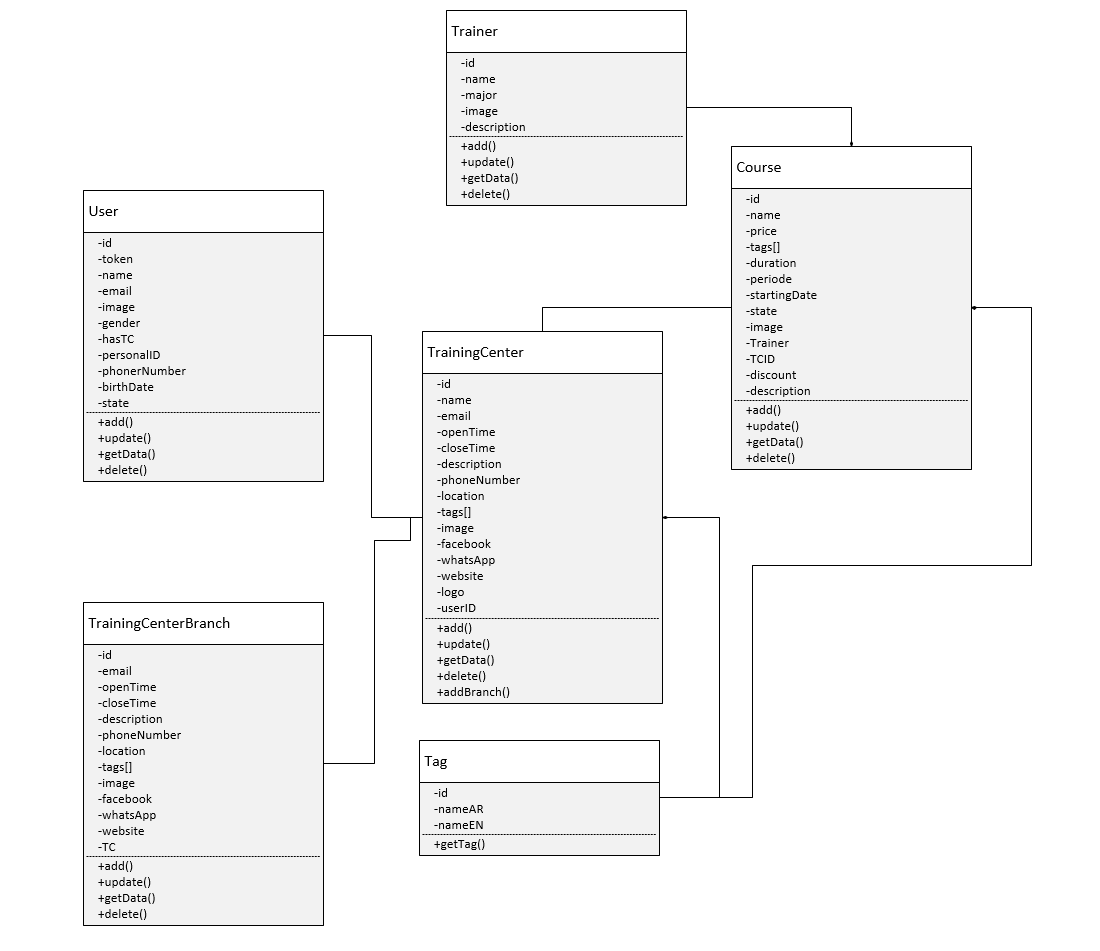 Trainer
-id
-name
-major
-image
-description
+add()
+update()
+getData()
+delete()
Course
-id
-name
-price
-tags[]
-duration
-periode
-startingDate
-state
-image
-Trainer
-TCID
-discount
-description
+add()
+update()
+getData()
+delete()
User
-id
-token
-name
-email
-image
-gender
-hasTC
-personalID
-phonerNumber
-birthDate
-state
+add()
+update()
+getData()
+delete()
TrainingCenter
-id
-name
-email
-openTime
-closeTime
-description
-phoneNumber
-location
-tags[]
-image
-facebook
-whatsApp
-website
-logo
-userID
+add()
+update()
+getData()
+delete()
+addBranch()
TrainingCenterBranch
-id
-email
-openTime
-closeTime
-description
-phoneNumber
-location
-tags[]
-image
-facebook
-whatsApp
-website
-TC
+add()
+update()
+getData()
+delete()
Tag
-id
-nameAR
-nameEN
+getTag()